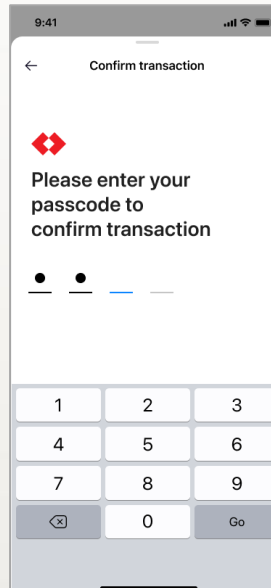 9:41
Confirm transaction
Please enter your
passcode to
confirm transaction
1 2 3
4 5 6
7 8 9
0 Go